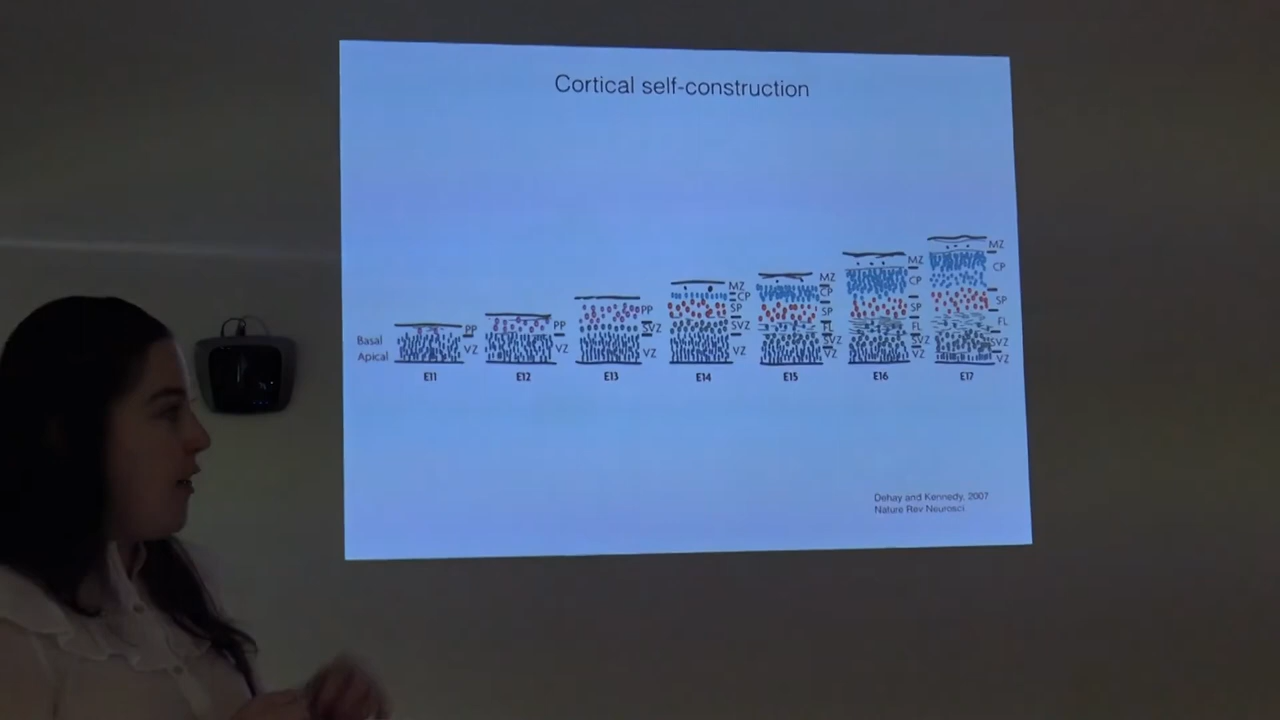 Cortical self-construction
Basal
Apical
PP
VZ
E11
PP
VZ
E12
PP
SVZ
VZ
E13
MZ
CP
SP
SVZ
VZ
E14
MZ
CP
SP
FL
SVZ
VZ
E15
MZ
CP
SP
FL
SVZ
VZ
E16
MZ
CP
SP
FL
SVZ
VZ
E17
Dehay and Kennedy, 2007
Nature Rev Neurosci